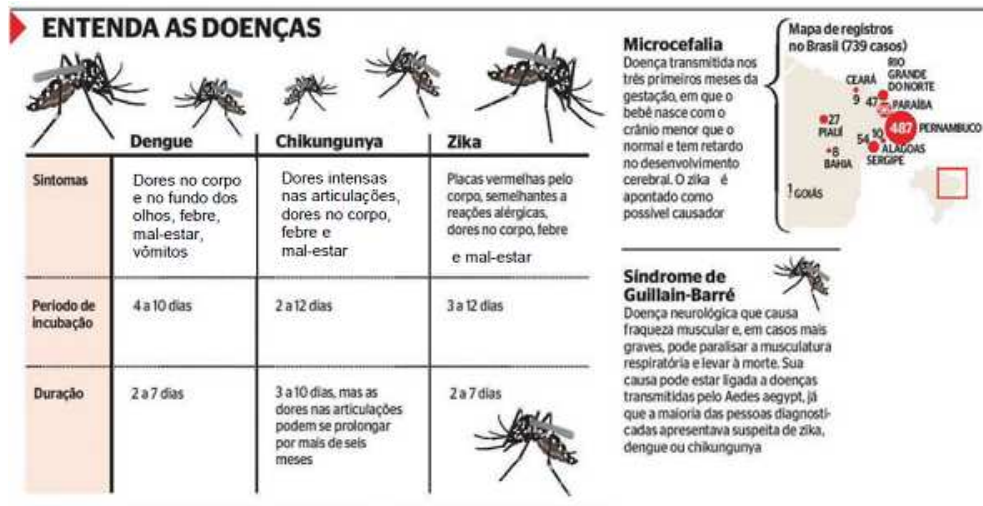 ENTENDA AS DOENÇAS
Dengue
Chikungunya
Zika
Sintomas
Dores no corpo
e no fundo dos
olhos, febre,
mal-estar,
vômitos
Dores intensas
nas articulações,
dores no corpo,
febre e
mal-estar
Placas vermelhas pelo
corpo, semelhantes a
reações alérgicas,
dores no corpo, febre
e mal-estar
Período de
incubação
4 a 10 dias
2 a 12 dias
3 a 12 dias
Duração
2 a 7 dias
3 a 10 dias, mas as
dores nas articulações
podem se prolongar
por mais de seis
meses
2 a 7 dias
Microcefalia
Doença transmitida nos
três primeiros meses da
gestação, em que o
bebê nasce com o
crânio menor que o
normal e tem retardo
no desenvolvimento
cerebral. O zika é
apontado como
possível causador
Mapa de registros
no Brasil (739 casos)
RIO
GRANDE
DO NORTE
CEARÁ
9
47
PARAÍBA
27
PIAUÍ
487
PERNAMBUCO
54
10
ALAGOAS
8
BAHIA
SERGIPE
1
GOIÁS
Síndrome de
Guillain-Barré
Doença neurológica que causa
fraqueza muscular e, em casos mais
graves, pode paralisar a musculatura
respiratória e levar à morte. Sua
causa pode estar ligada a doenças
transmitidas pelo Aedes aegypt, já
que a maioria das pessoas diagnosti-
cadas apresentava suspeita de zika,
dengue ou chikungunya